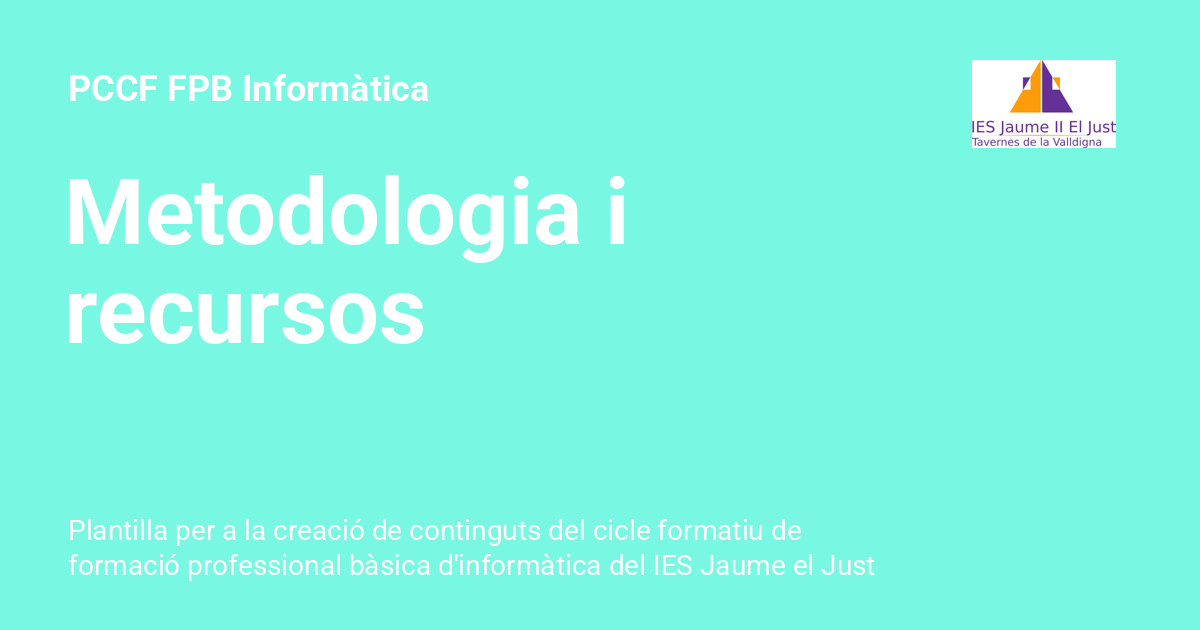 PCCF FPB Informàtica
IES Jaume II El Just
Tavernes de la Valldigna
Metodologia i
recursos
Plantilla per a la creació de continguts del cicle formatiu de
formació professional bàsica d'informàtica del IES Jaume el Just